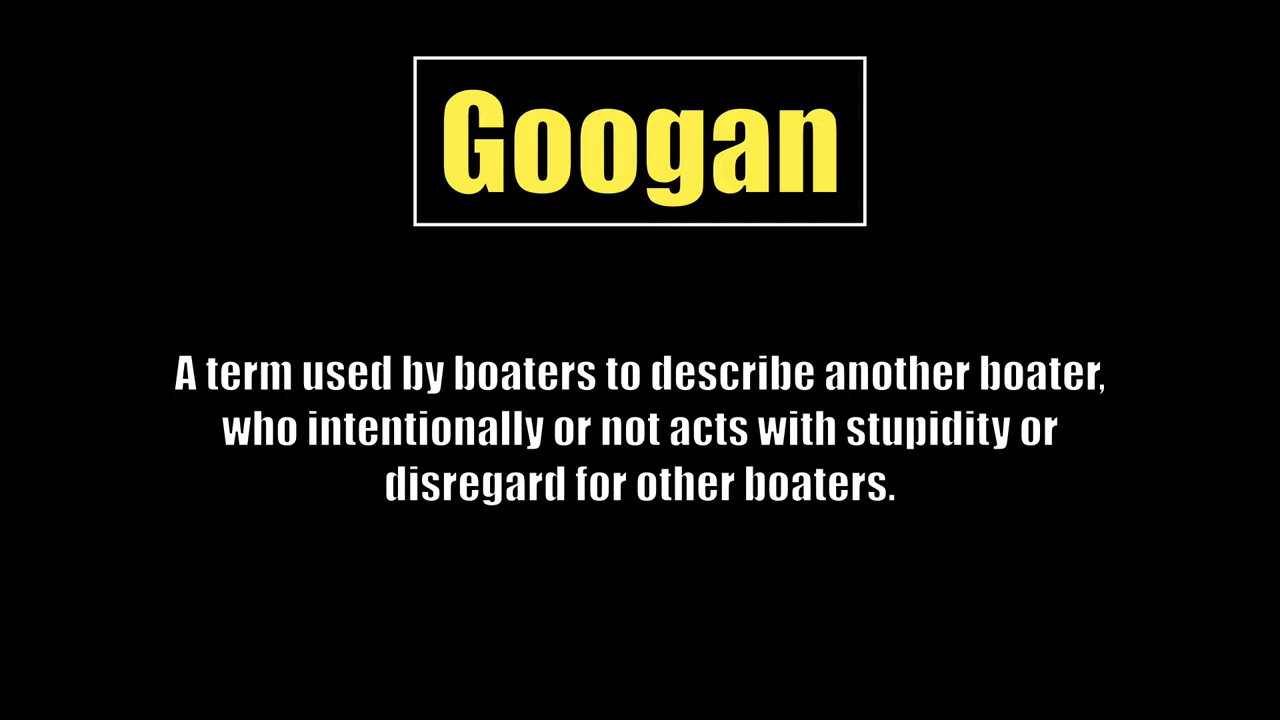 Googan
A term used by boaters to describe another boater,
who intentionally or not acts with stupidity or
disregard for other boaters.